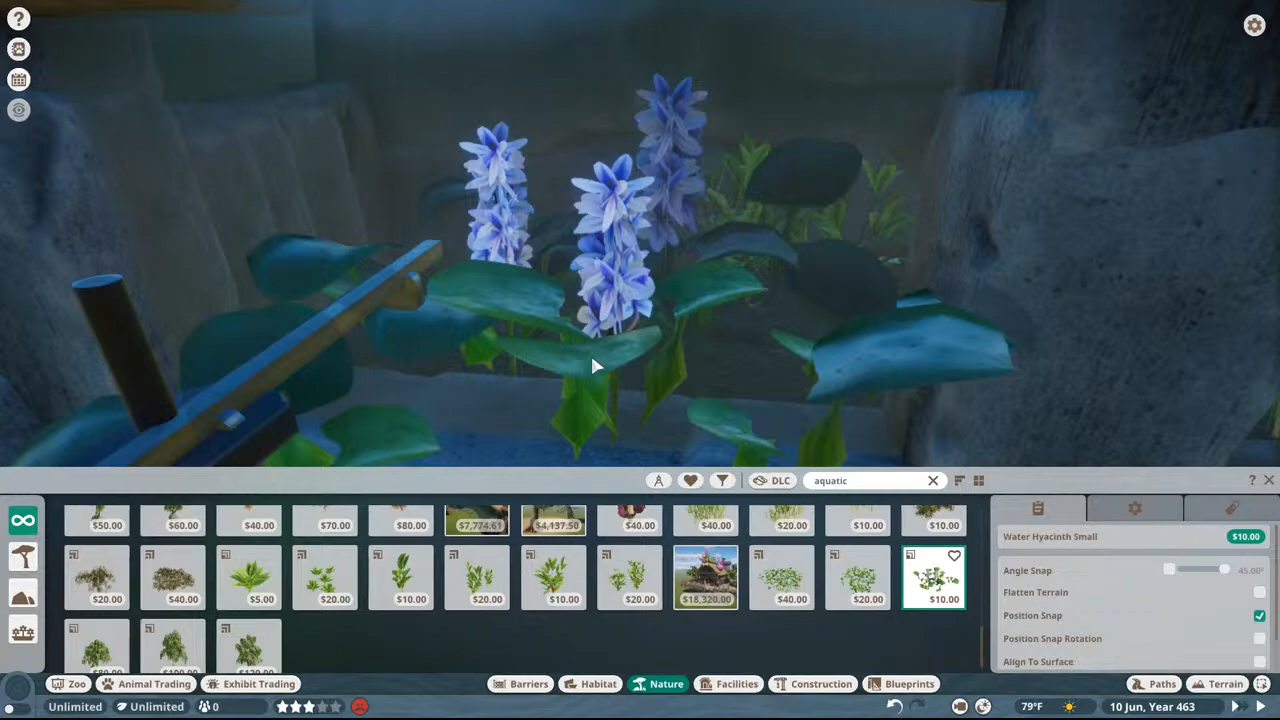 ?
DLC
aquatic
?
$50.00 $60.00 $40.00 $70.00 $80.00 $7,774.61 $4,137.50 $40.00 $40.00 $20.00 $10.00 $10.00
$20.00 $40.00 $5.00 $20.00 $10.00 $20.00 $10.00 $20.00 $18,320.00 $40.00 $20.00 $10.00
Water Hyacinth Small $10.00
Angle Snap 45.00°
Flatten Terrain
Position Snap
Position Snap Rotation
Align To Surface
Zoo Animal Trading Exhibit Trading Barriers Habitat Nature Facilities Construction Blueprints Paths Terrain
Unlimited Unlimited 0 79°F 10 Jun, Year 463